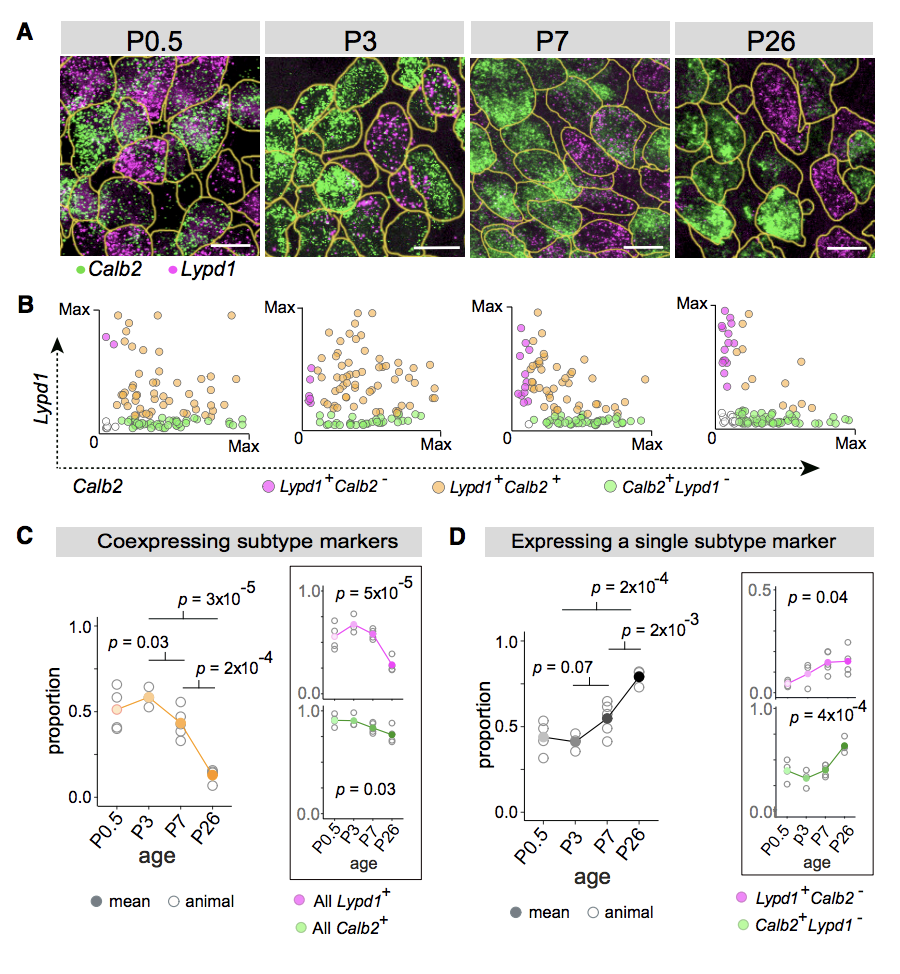 A
P0.5 P3 P7 P26
Calb2 Lypd1
B
Max Max Max Max
Lypd1
0 Max 0 Max 0 Max 0 Max
Calb2
Lypd1+Calb2- Lypd1+Calb2+ Calb2+Lypd1-
C
Coexpressing subtype markers
p = 3x10-5
p = 0.03
p = 2x10-4
1.0
0.5
0.0
proportion
P0.5 P3 P7 P26
age
mean animal
1.0
p = 5x10-5
0.0
1.0
p = 0.03
0.0
P0.5 P3 P7 P26
age
All Lypd1+
All Calb2+
D
Expressing a single subtype marker
p = 2x10-4
p = 2x10-3
p = 0.07
1.0
0.5
0.0
proportion
P0.5 P3 P7 P26
age
mean animal
0.5
p = 0.04
0.0
1.0
p = 4x10-4
0.0
P0.5 P3 P7 P26
age
Lypd1+Calb2-
Calb2+Lypd1-